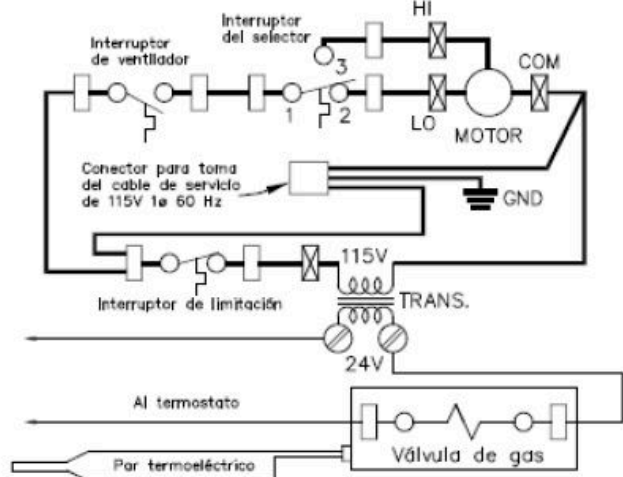 Interruptor
del selector
HI
Interruptor
de ventilador
3
COM
1
2
LO
MOTOR
Conector para toma
del cable de servicio
de 115V 1ø 60 Hz
GND
115V
Interruptor de limitación
TRANS.
24V
Al termostato
Válvula de gas
Par termoeléctrico